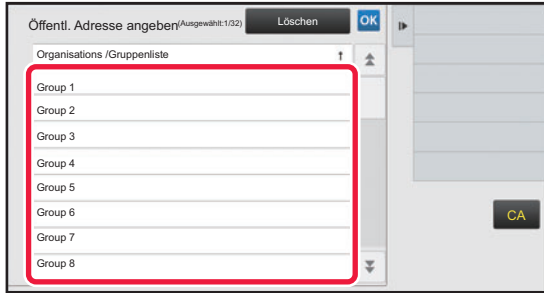 Öffentl. Adresse angeben(Ausgewählt:1/32) Löschen OK
Organisations /Gruppenliste
Group 1
Group 2
Group 3
Group 4
Group 5
Group 6
Group 7
Group 8
CA